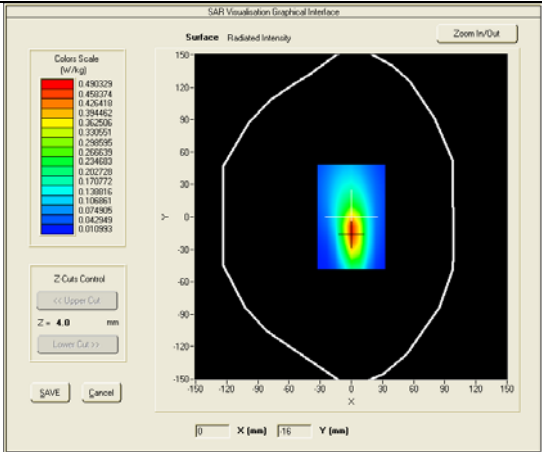 SAR Visualisation Graphical Interface
Surface Radiated Intensity
Zoom In/Out
Colors Scale
(W/kg)
0.490329
0.458374
0.426418
0.394462
0.362506
0.330551
0.298595
0.266639
0.234683
0.202728
0.170772
0.138816
0.106861
0.074905
0.042949
0.010993
Z-Cuts Control
<< Upper Cut
Z = 4.0 mm
Lower Cut >>
SAVE Cancel
150
120
90
60
30
0
-30
-60
-90
-120
-150
Y
-150 -120 -90 -60 -30 0 30 60 90 120 150
X
0 X (mm) -16 Y (mm)